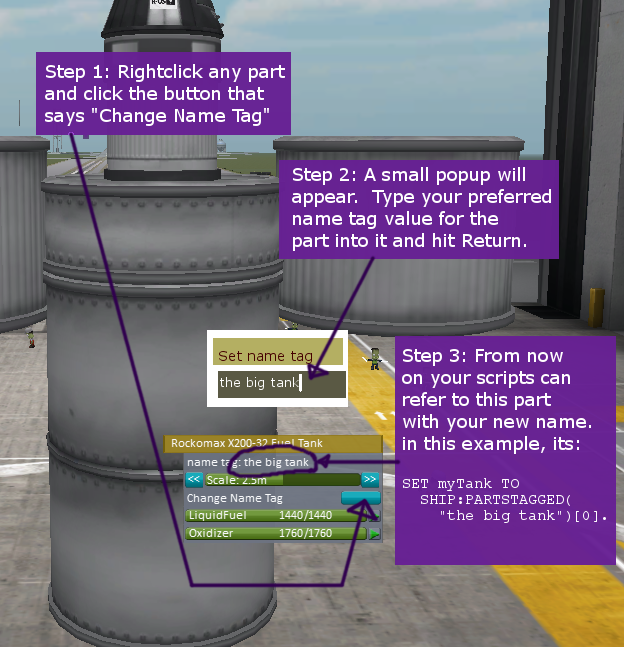 Step 1: Rightclick any part
and click the button that
says "Change Name Tag"
Step 2: A small popup will
appear. Type your preferred
name tag value for the
part into it and hit Return.
Set name tag
the big tank
Step 3: From now
on your scripts can
refer to this part
with your new name.
in this example, its:
SET myTank TO
SHIP:PARTSTAGGED(
"the big tank")[0].
Rockomax X200-32 Fuel Tank
name tag: the big tank
<< Scale: 2.5m >>
Change Name Tag
LiquidFuel 1440/1440
Oxidizer 1760/1760